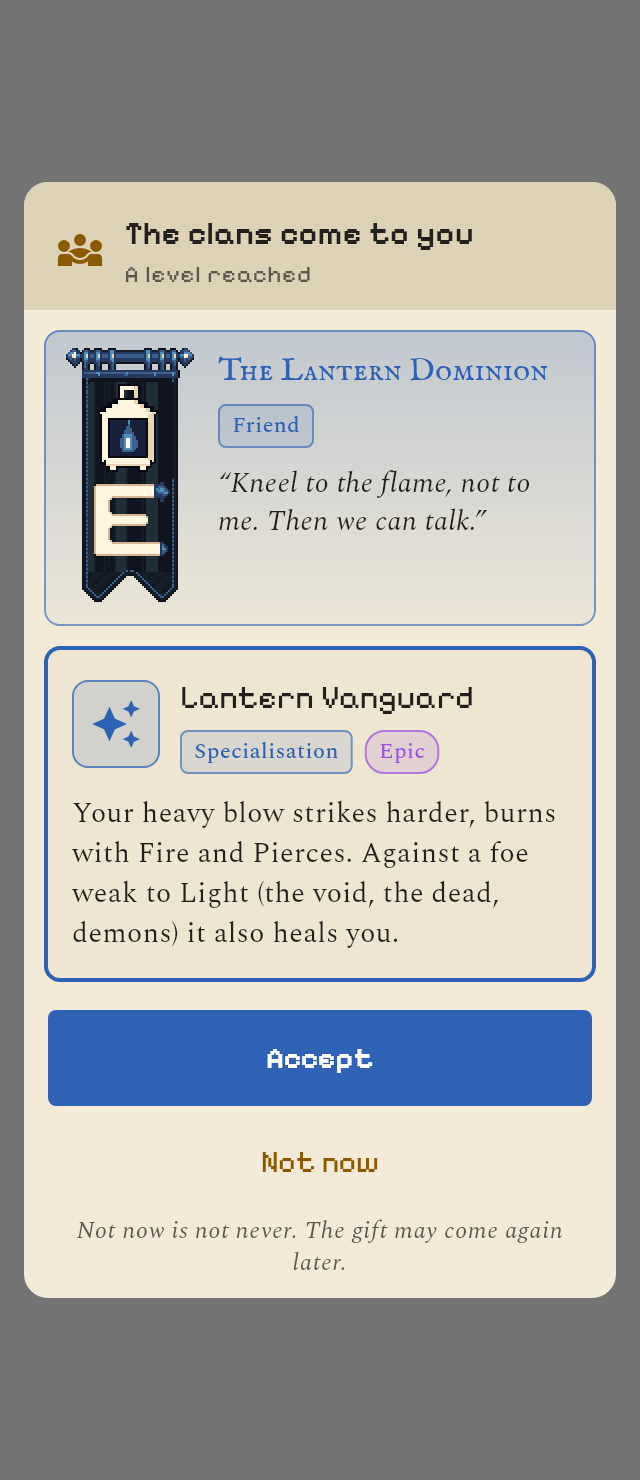 The clans come to you
A level reached
The Lantern Dominion
Friend
“Kneel to the flame, not to
me. Then we can talk.”
E
Lantern Vanguard
Specialisation
Epic
Your heavy blow strikes harder, burns
with Fire and Pierces. Against a foe
weak to Light (the void, the dead,
demons) it also heals you.
Accept
Not now
Not now is not never. The gift may come again
later.